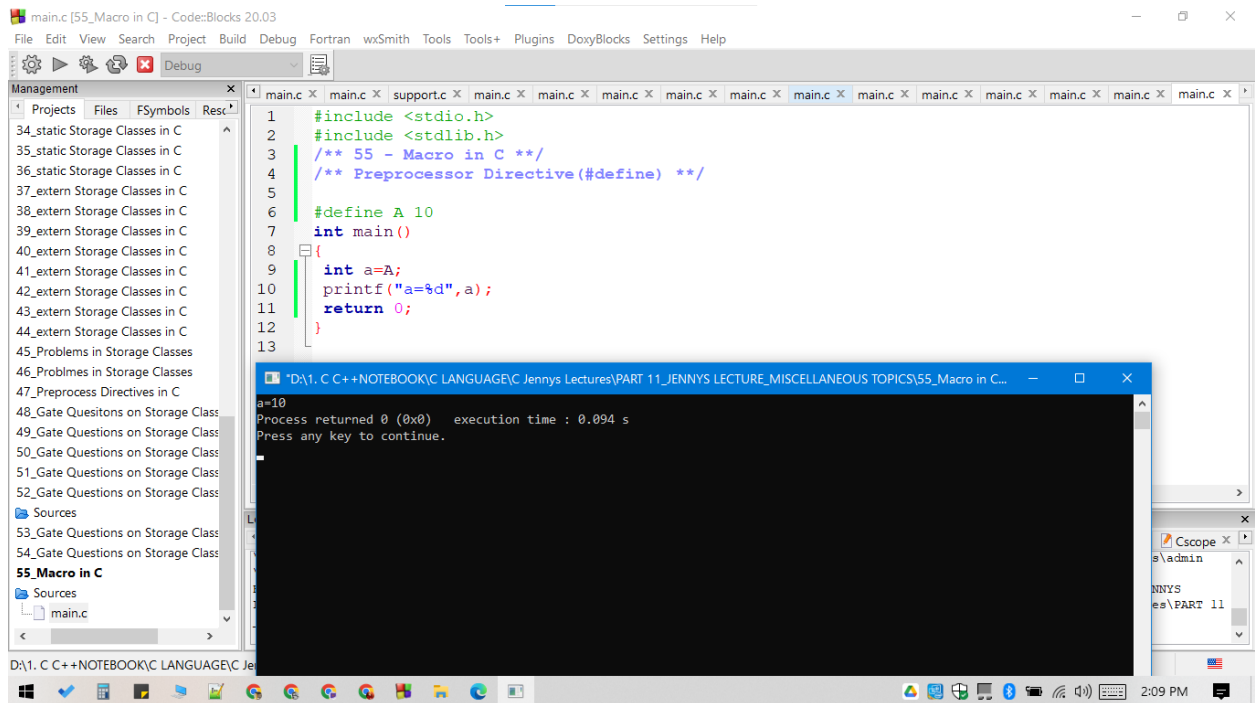 main.c [55_Macro in C] - Code::Blocks 20.03
File Edit View Search Project Build Debug Fortran wxSmith Tools Tools+ Plugins DoxyBlocks Settings Help
Debug
Management
Projects Files FSymbols Resc
34_static Storage Classes in C
35_static Storage Classes in C
36_static Storage Classes in C
37_extern Storage Classes in C
38_extern Storage Classes in C
39_extern Storage Classes in C
40_extern Storage Classes in C
41_extern Storage Classes in C
42_extern Storage Classes in C
43_extern Storage Classes in C
44_extern Storage Classes in C
45_Problems in Storage Classes
46_Problmes in Storage Classes
47_Preprocess Directives in C
48_Gate Quesitons on Storage Class
49_Gate Questions on Storage Class
50_Gate Questions on Storage Class
51_Gate Questions on Storage Class
52_Gate Questions on Storage Class
Sources
53_Gate Questions on Storage Class
54_Gate Questions on Storage Class
55_Macro in C
Sources
main.c
main.c main.c support.c main.c main.c main.c main.c main.c main.c main.c main.c main.c main.c main.c main.c
1 #include <stdio.h>
2 #include <stdlib.h>
3 /** 55 - Macro in C **/
4 /** Preprocessor Directive(#define) **/
5
6 #define A 10
7 int main()
8 {
9 int a=A;
10 printf("a=%d",a);
11 return 0;
12 }
13
"D:\1. C C++NOTEBOOK\C LANGUAGE\C Jennys Lectures\PART 11_JENNYS LECTURE_MISCELLANEOUS TOPICS\55_Macro in C...
a=10
Process returned 0 (0x0) execution time : 0.094 s
Press any key to continue.
Cscope
s\admin
NNYS
es\PART 11
D:\1. C C++NOTEBOOK\C LANGUAGE\C Je
2:09 PM